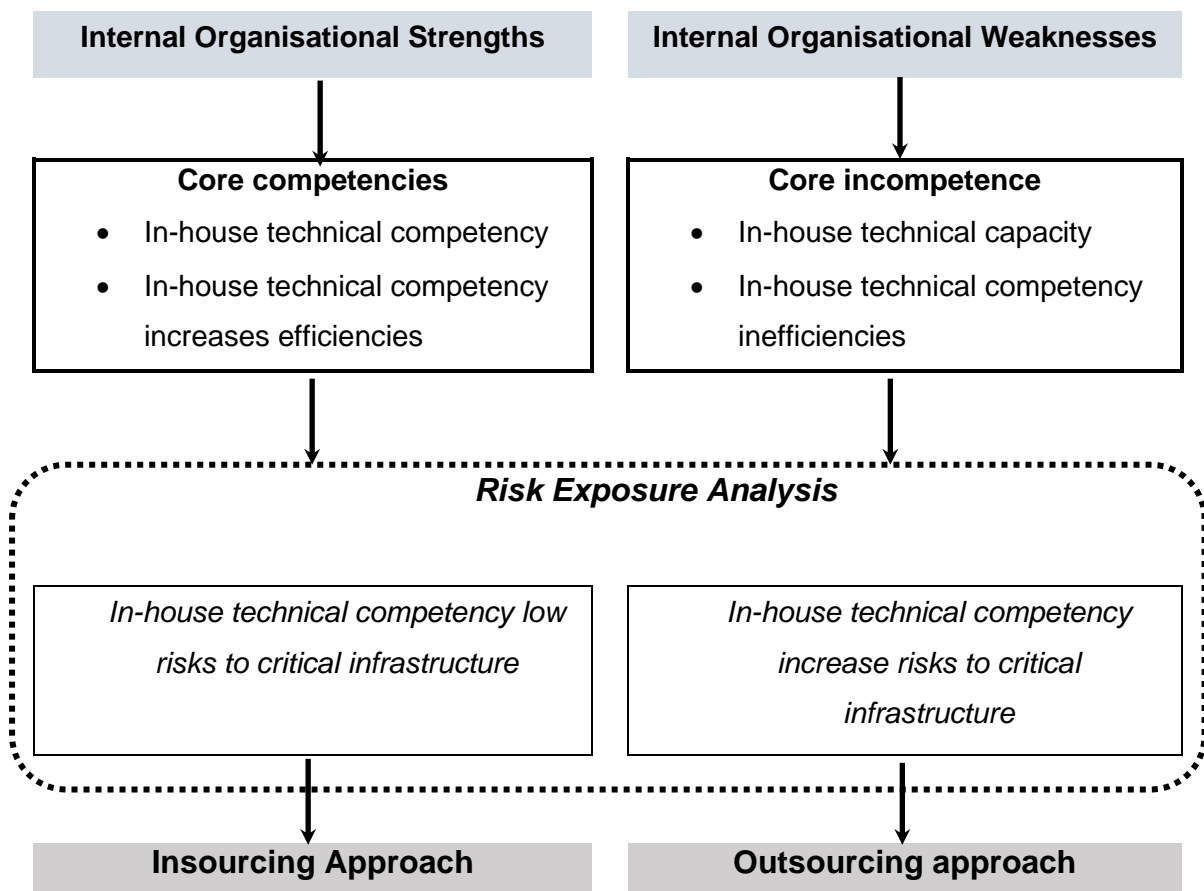 Internal Organisational Strengths
Internal Organisational Weaknesses
Core competencies
• In-house technical competency
• In-house technical competency
increases efficiencies
Core incompetence
• In-house technical capacity
• In-house technical competency
inefficiencies
Risk Exposure Analysis
In-house technical competency low
risks to critical infrastructure
In-house technical competency
increase risks to critical
infrastructure
Insourcing Approach
Outsourcing approach